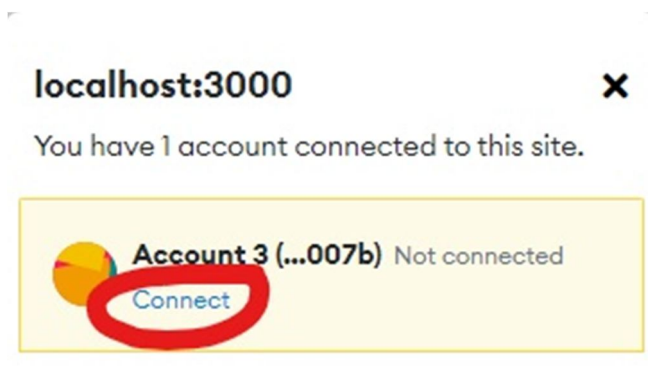 localhost:3000
You have 1 account connected to this site.
Account 3 (...007b) Not connected
Connect